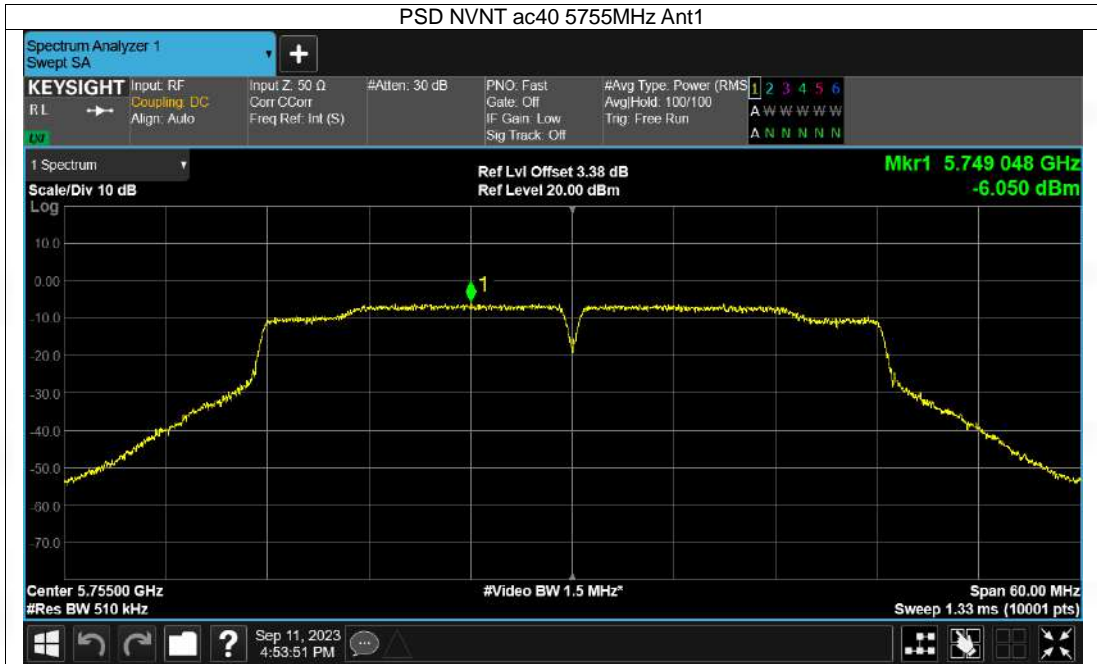 PSD NVNT ac40 5755MHz Ant1
Spectrum Analyzer 1
Swept SA
+
KEYSIGHT
RL
LXI
Input: RF
Coupling: DC
Align: Auto
Input Z: 50 Ω
Corr CCorr
Freq Ref: Int (S)
#Atten: 30 dB
PNO: Fast
Gate: Off
IF Gain: Low
Sig Track: Off
#Avg Type: Power (RMS
Avg|Hold: 100/100
Trig: Free Run
1 2 3 4 5 6
A W W W W W
A N N N N N
1 Spectrum
Scale/Div 10 dB
Log
Ref Lvl Offset 3.38 dB
Ref Level 20.00 dBm
Mkr1 5.749 048 GHz
-6.050 dBm
10.0
0.00
-10.0
-20.0
-30.0
-40.0
-50.0
-60.0
-70.0
1
Center 5.75500 GHz
#Res BW 510 kHz
#Video BW 1.5 MHz*
Span 60.00 MHz
Sweep 1.33 ms (10001 pts)
?
Sep 11, 2023
4:53:51 PM